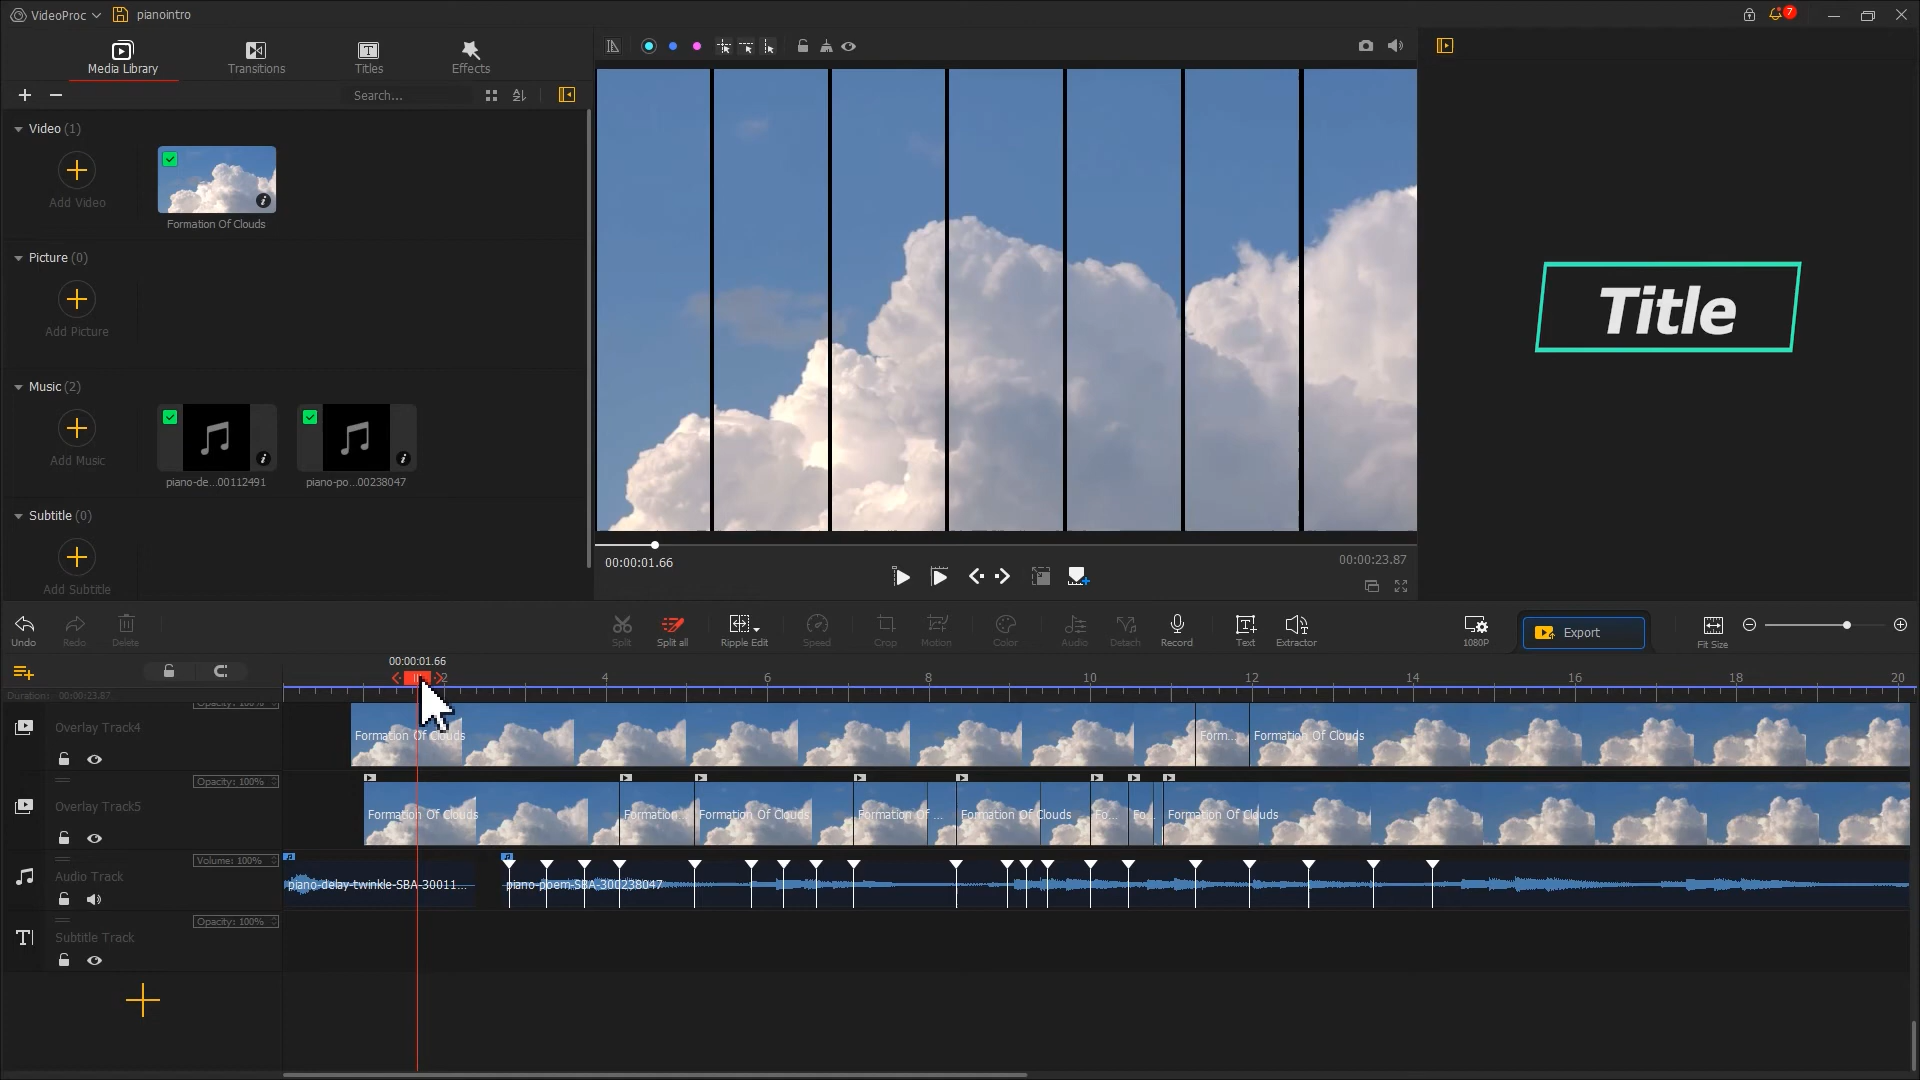 VideoProc
pianointro
7
Media Library
Transitions
Titles
Effects
Search...
Video (1)
Add Video
Formation Of Clouds
Picture (0)
Add Picture
Music (2)
Add Music
piano-de...00112491
piano-po...00238047
Subtitle (0)
Add Subtitle
00:00:01.66
00:00:23.87
Title
Undo
Redo
Delete
Split
Split all
Ripple Edit
Speed
Crop
Motion
Color
Audio
Detach
Record
Text
Extractor
1080P
Export
Fit Size
00:00:01.66
2
4
6
8
10
12
14
16
18
20
Duration: 00:00:23.87
Opacity: 100%
Overlay Track4
Formation Of Clouds
Form...
Formation Of Clouds
Opacity: 100%
Overlay Track5
Formation Of Clouds
Formation...
Formation Of Clouds
Formation Of ...
Formation Of Clouds
Fo...
Fo...
Formation Of Clouds
Volume: 100%
Audio Track
piano-delay-twinkle-SBA-30011...
piano-poem-SBA-300238047
Opacity: 100%
Subtitle Track